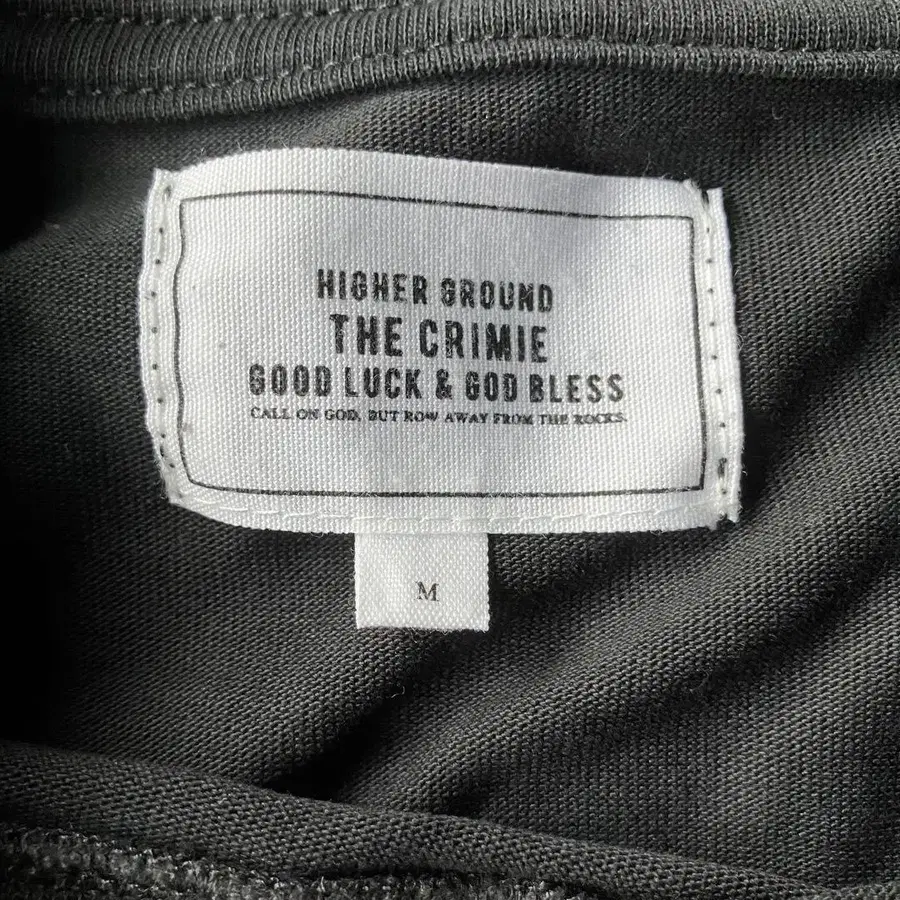 HIGHER GROUND
THE CRIMIE
GOOD LUCK & GOD BLESS
CALL ON GOD, BUT ROW AWAY FROM THE ROCKS.
M